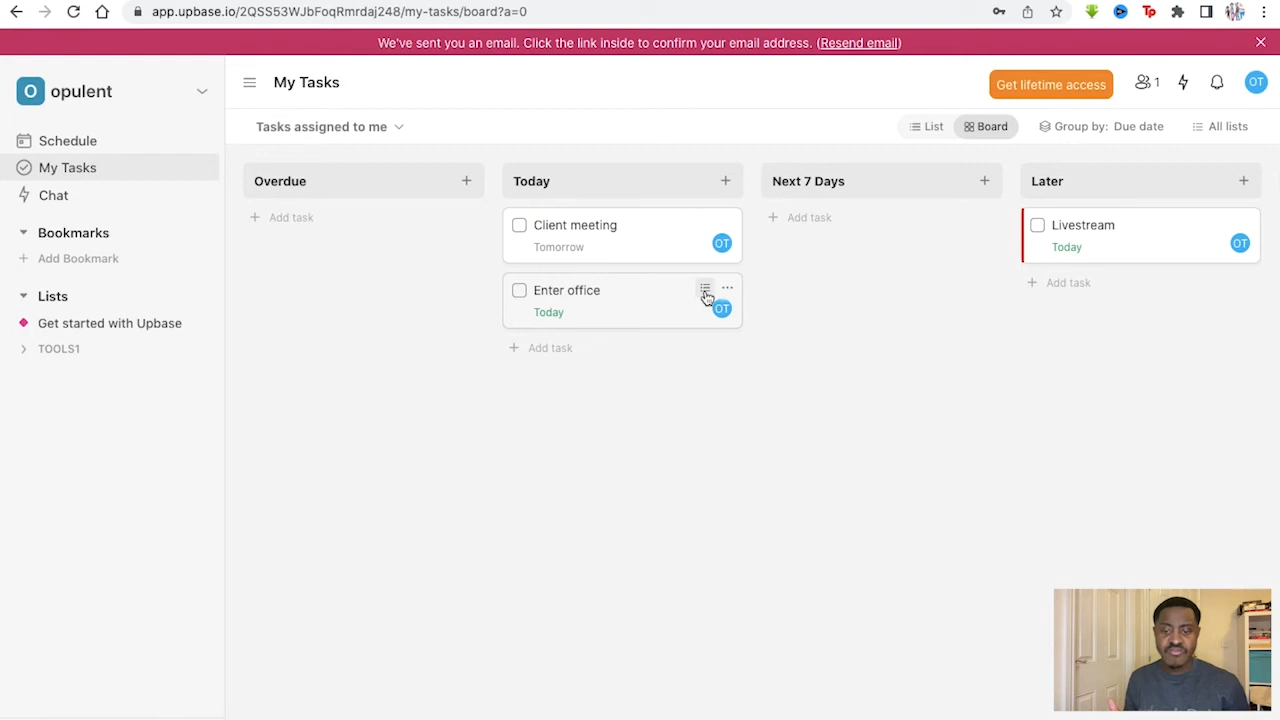 app.upbase.io/2QSS53WJbFoqRmrdaj248/my-tasks/board?a=0
We've sent you an email. Click the link inside to confirm your email address. (Resend email)
O opulent
My Tasks
Get lifetime access
1
OT
Schedule
My Tasks
Chat
Bookmarks
Add Bookmark
Lists
Get started with Upbase
TOOLS1
Tasks assigned to me
List
Board
Group by: Due date
All lists
Overdue
Add task
Today
Client meeting
Tomorrow
OT
Enter office
Today
OT
Add task
Next 7 Days
Add task
Later
Livestream
Today
OT
Add task